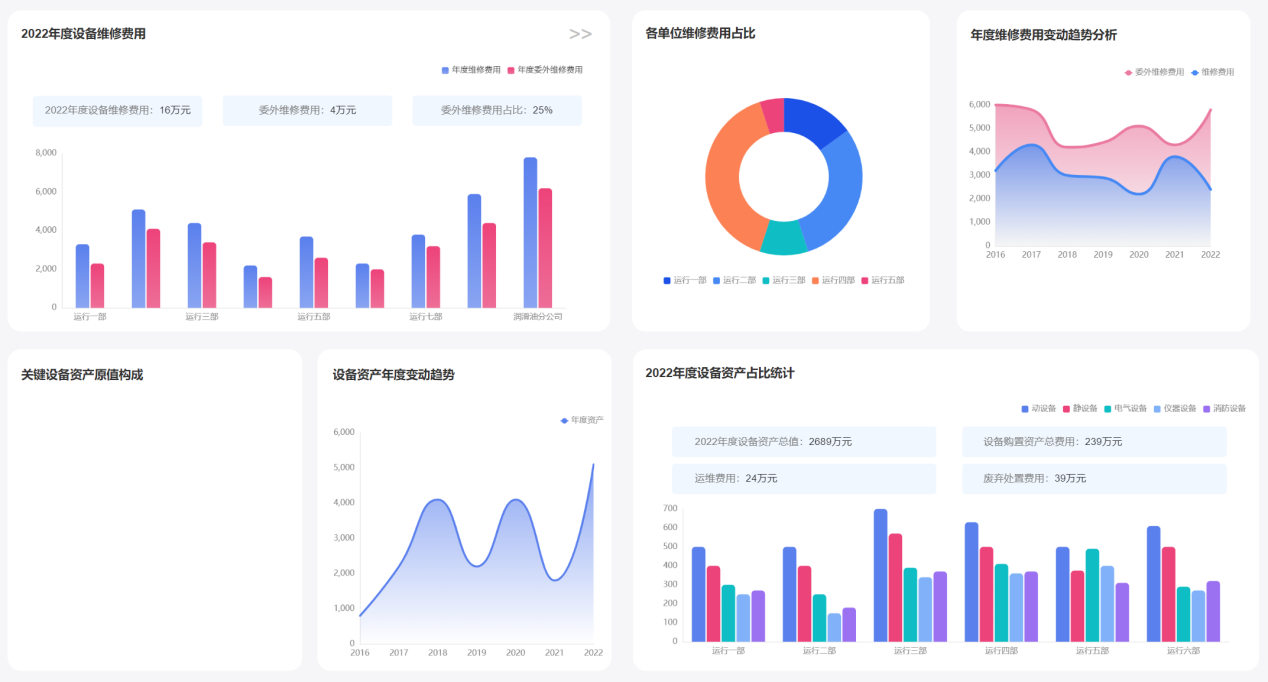 2022年度设备维修费用
>>
年度维修费用 年度委外维修费用
2022年度设备维修费用：16万元 委外维修费用：4万元 委外维修费用占比：25%
8,000
6,000
4,000
2,000
0
运行一部 运行三部 运行五部 运行七部 润滑油分公司
各单位维修费用占比
运行一部 运行二部 运行三部 运行四部 运行五部
年度维修费用变动趋势分析
委外维修费用 维修费用
6,000
5,000
4,000
3,000
2,000
1,000
0
2016 2017 2018 2019 2020 2021 2022
关键设备资产原值构成
设备资产年度变动趋势
年度资产
6,000
5,000
4,000
3,000
2,000
1,000
0
2016 2017 2018 2019 2020 2021 2022
2022年度设备资产占比统计
动设备 静设备 电气设备 仪器设备 消防设备
2022年度设备资产总值：2689万元 设备购置资产总费用：239万元
运维费用：24万元 废弃处置费用：39万元
700
600
500
400
300
200
100
0
运行一部 运行二部 运行三部 运行四部 运行五部 运行六部